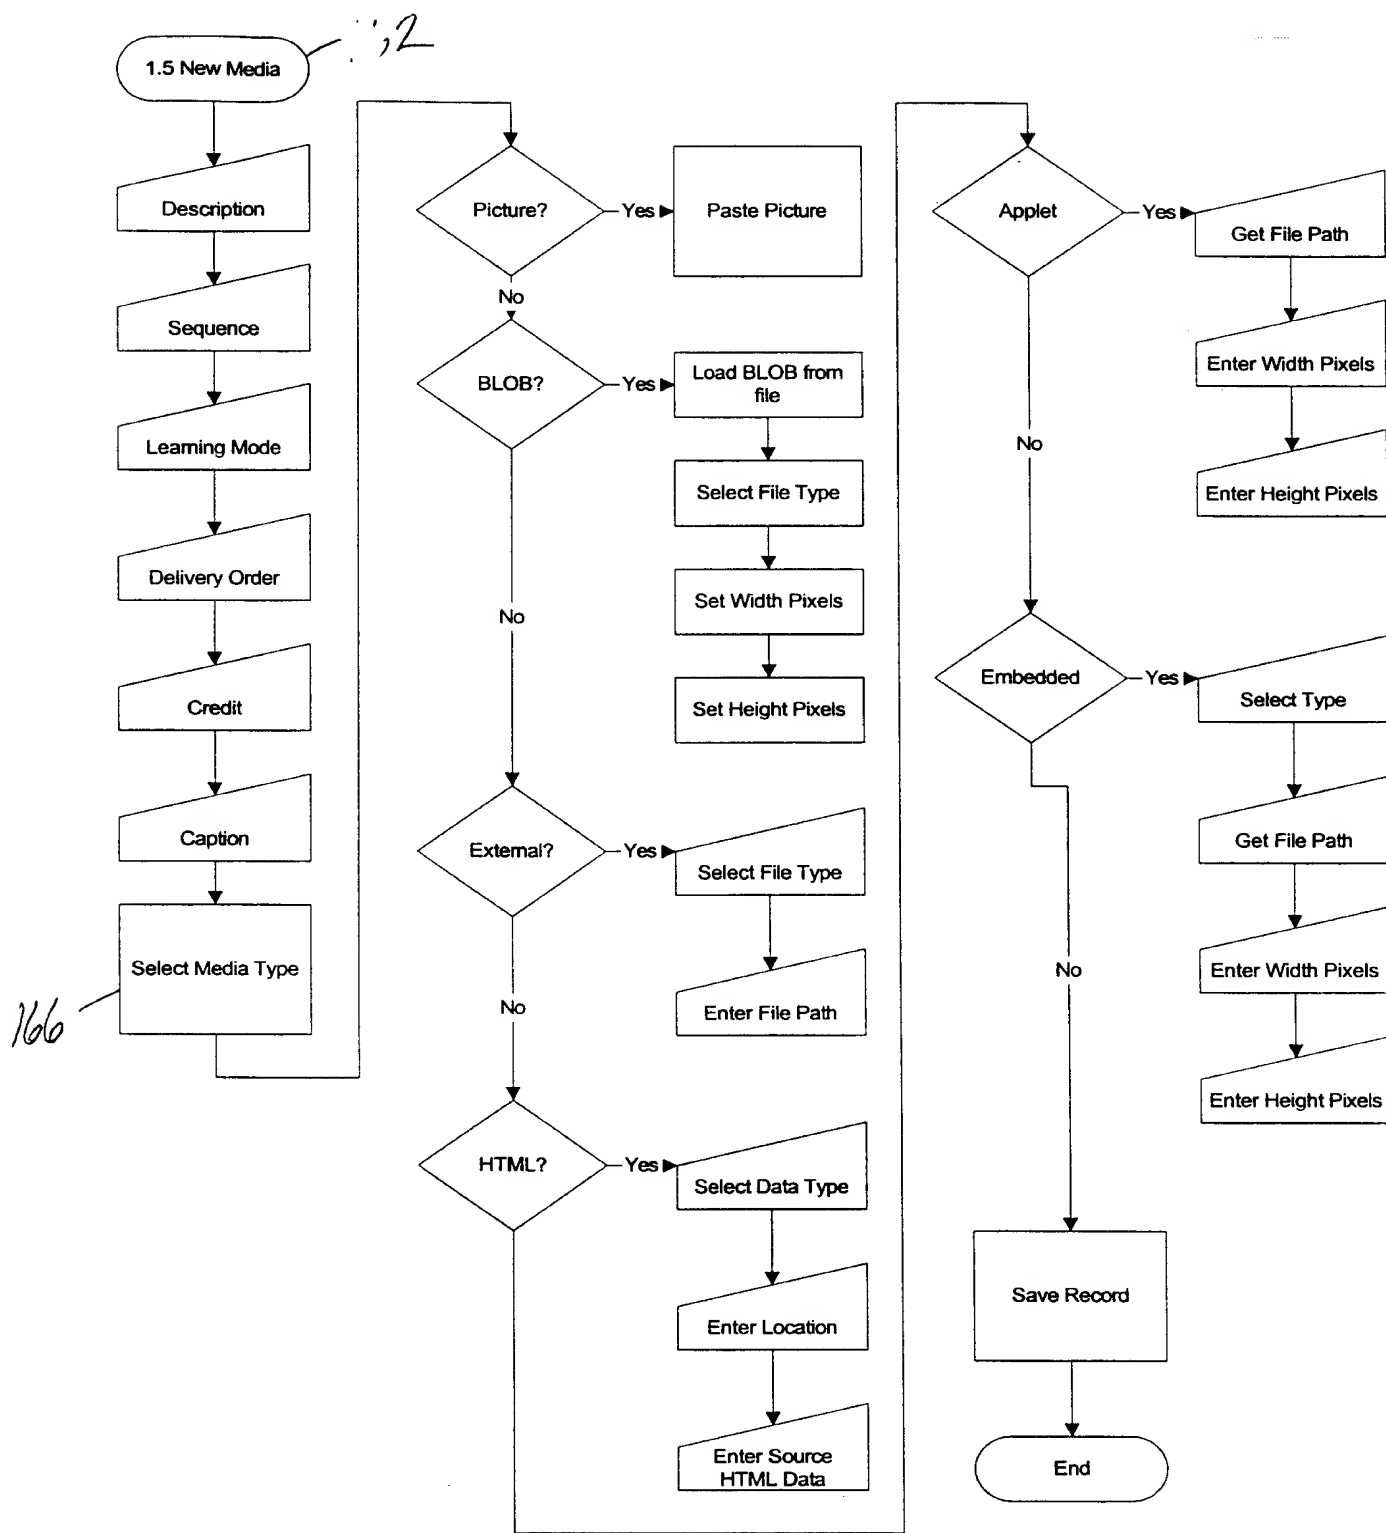 1.5 New Media
Description
Sequence
Learning Mode
Delivery Order
Credit
Caption
Select Media Type
166
Picture?
Yes
Paste Picture
No
BLOB?
Yes
Load BLOB from
file
Select File Type
Set Width Pixels
Set Height Pixels
No
External?
Yes
Select File Type
Enter File Path
No
HTML?
Yes
Select Data Type
Enter Location
Enter Source
HTML Data
Applet
Yes
Get File Path
Enter Width Pixels
Enter Height Pixels
No
Embedded
Yes
Select Type
Get File Path
Enter Width Pixels
Enter Height Pixels
No
Save Record
End